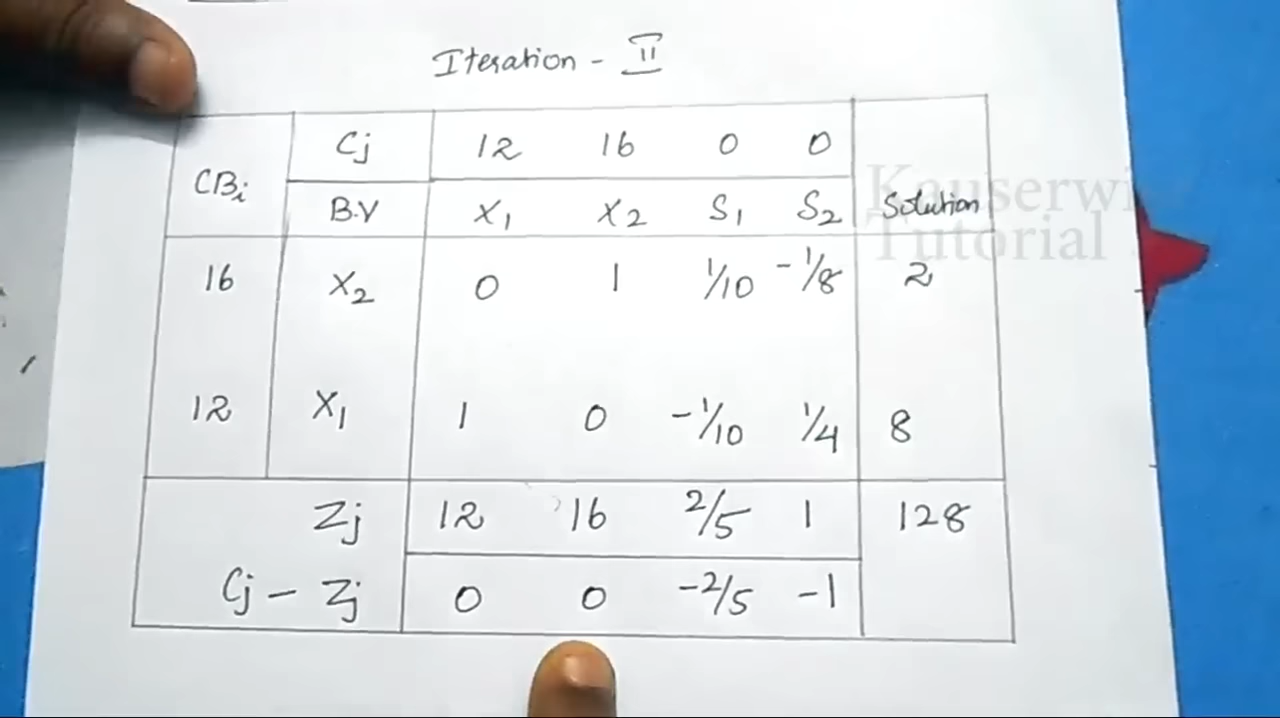 Iteration - II
CBi Cj 12 16 0 0 Solution
B.V X1 X2 S1 S2
16 X2 0 1 1/10 -1/8 2
12 X1 1 0 -1/10 1/4 8
Zj 12 16 2/5 1 128
Cj - Zj 0 0 -2/5 -1
Kauserwise
Tutorial